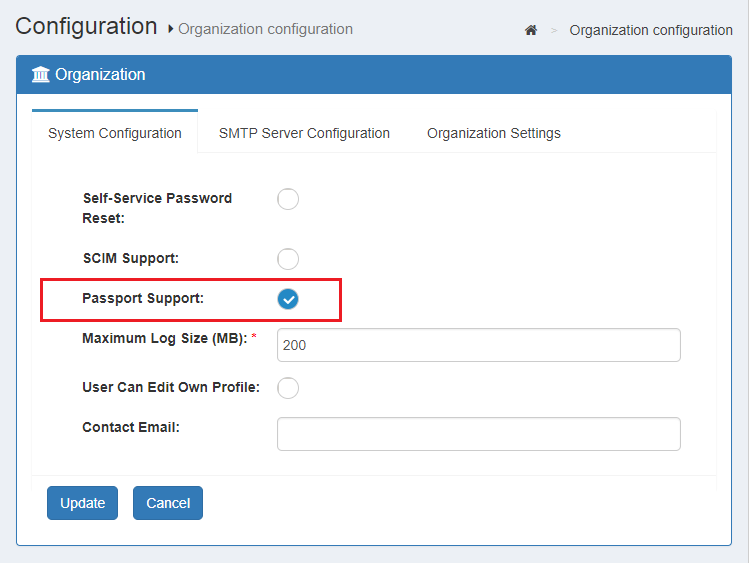 Configuration Organization configuration > Organization configuration
Organization
System Configuration SMTP Server Configuration Organization Settings
Self-Service Password
Reset:
SCIM Support:
Passport Support:
Maximum Log Size (MB): * 200
User Can Edit Own Profile:
Contact Email:
Update Cancel